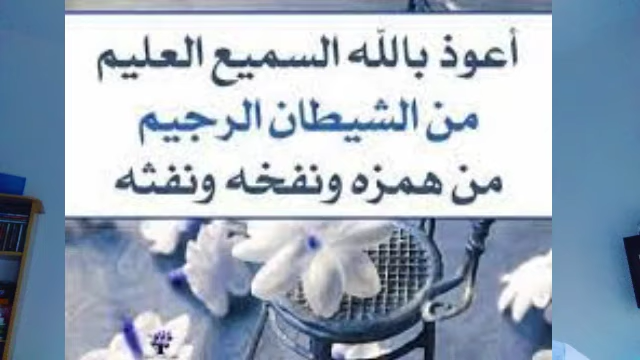 أعوذ بالله السميع العليم
من الشيطان الرجيم
من همزه ونفخه ونفثه